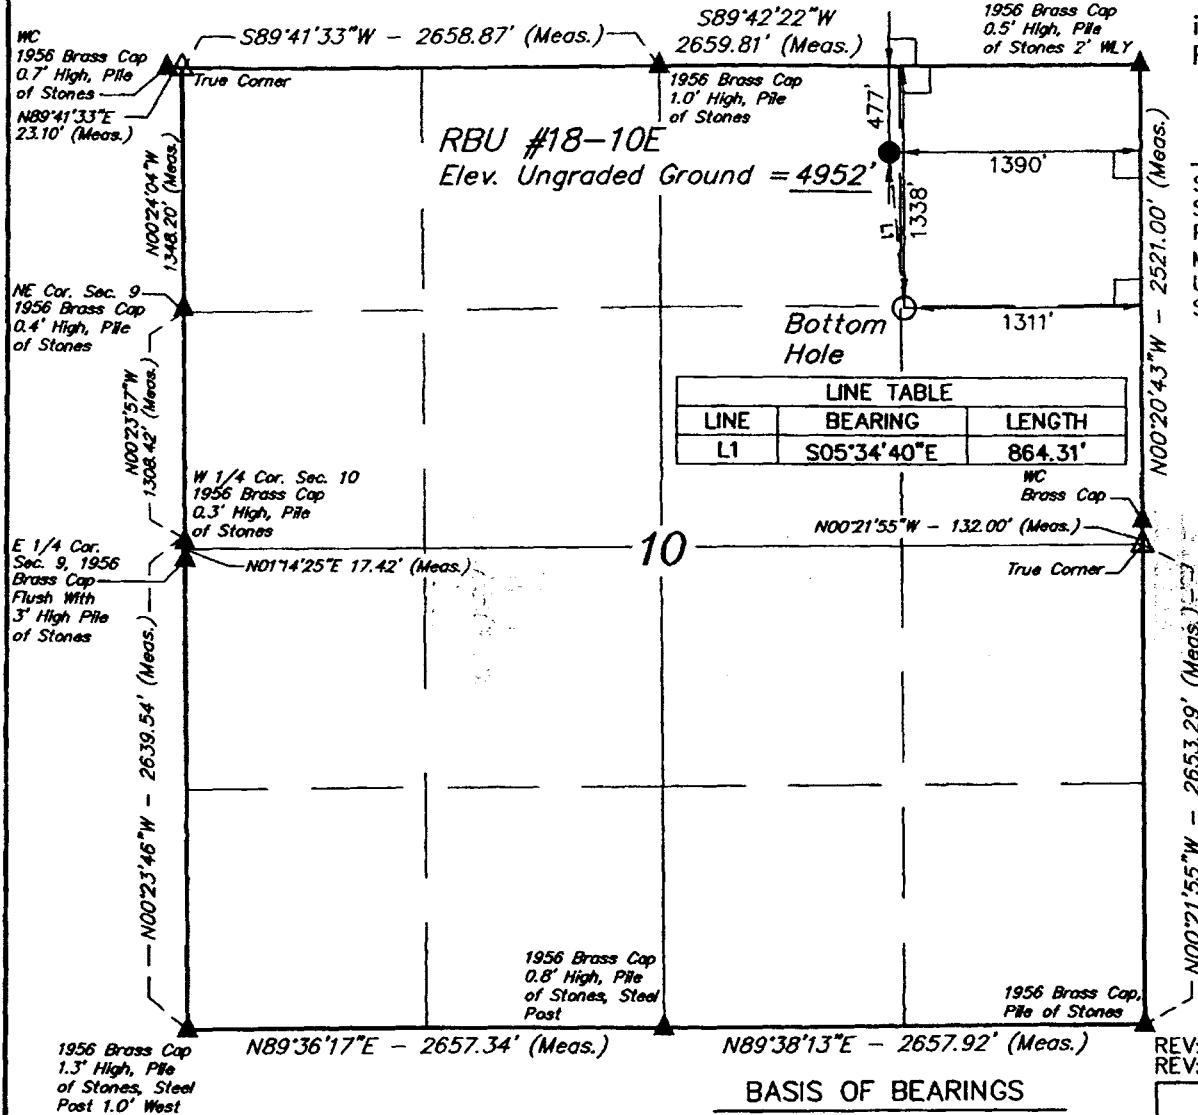 WC
1956 Brass Cap
0.7' High, Pile
of Stones
N89°41'33"E
23.10' (Meas.)
S89°41'33"W - 2658.87' (Meas.)
True Corner
S89°42'22"W
2659.81' (Meas.)
1956 Brass Cap
0.5' High, Pile
of Stones 2' WLY
1956 Brass Cap
1.0' High, Pile
of Stones
RBU #18-10E
Elev. Ungraded Ground = 4952'
477'
1390'
1338'
L1
1311'
Bottom
Hole
N00°24'04"W
1348.20' (Meas.)
NE Cor. Sec. 9
1956 Brass Cap
0.4' High, Pile
of Stones
N00°23'57"W
1308.42' (Meas.)
N00°20'43"W - 2521.00' (Meas.)
LINE TABLE
LINE BEARING LENGTH
L1 S05°34'40"E 864.31'
W 1/4 Cor. Sec. 10
1956 Brass Cap
0.3' High, Pile
of Stones
WC
Brass Cap
N00°21'55"W - 132.00' (Meas.)
True Corner
E 1/4 Cor.
Sec. 9, 1956
Brass Cap
Flush With
3' High Pile
of Stones
N01°14'25"E 17.42' (Meas.)
10
N00°23'46"W - 2639.54' (Meas.)
N00°21'55"W - 2653.29' (Meas.)
1956 Brass Cap
0.8' High, Pile
of Stones, Steel
Post
1956 Brass Cap,
Pile of Stones
1956 Brass Cap
1.3' High, Pile
of Stones, Steel
Post 1.0' West
N89°36'17"E - 2657.34' (Meas.)
N89°38'13"E - 2657.92' (Meas.)
BASIS OF BEARINGS
REV:
REV: